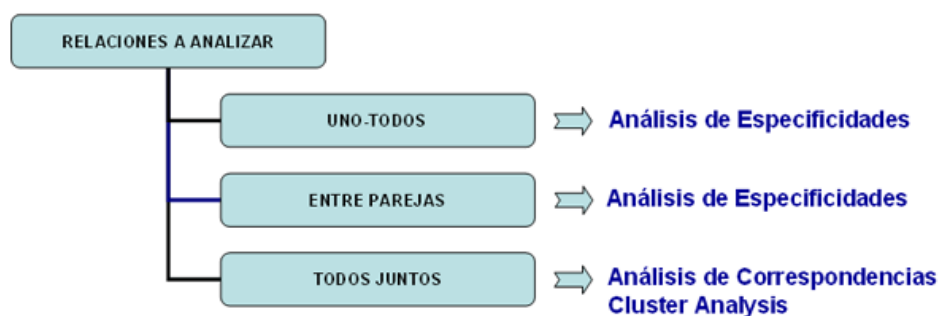 RELACIONES A ANALIZAR
UNO-TODOS
Análisis de Especificidades
ENTRE PAREJAS
Análisis de Especificidades
TODOS JUNTOS
Análisis de Correspondencias
Cluster Analysis